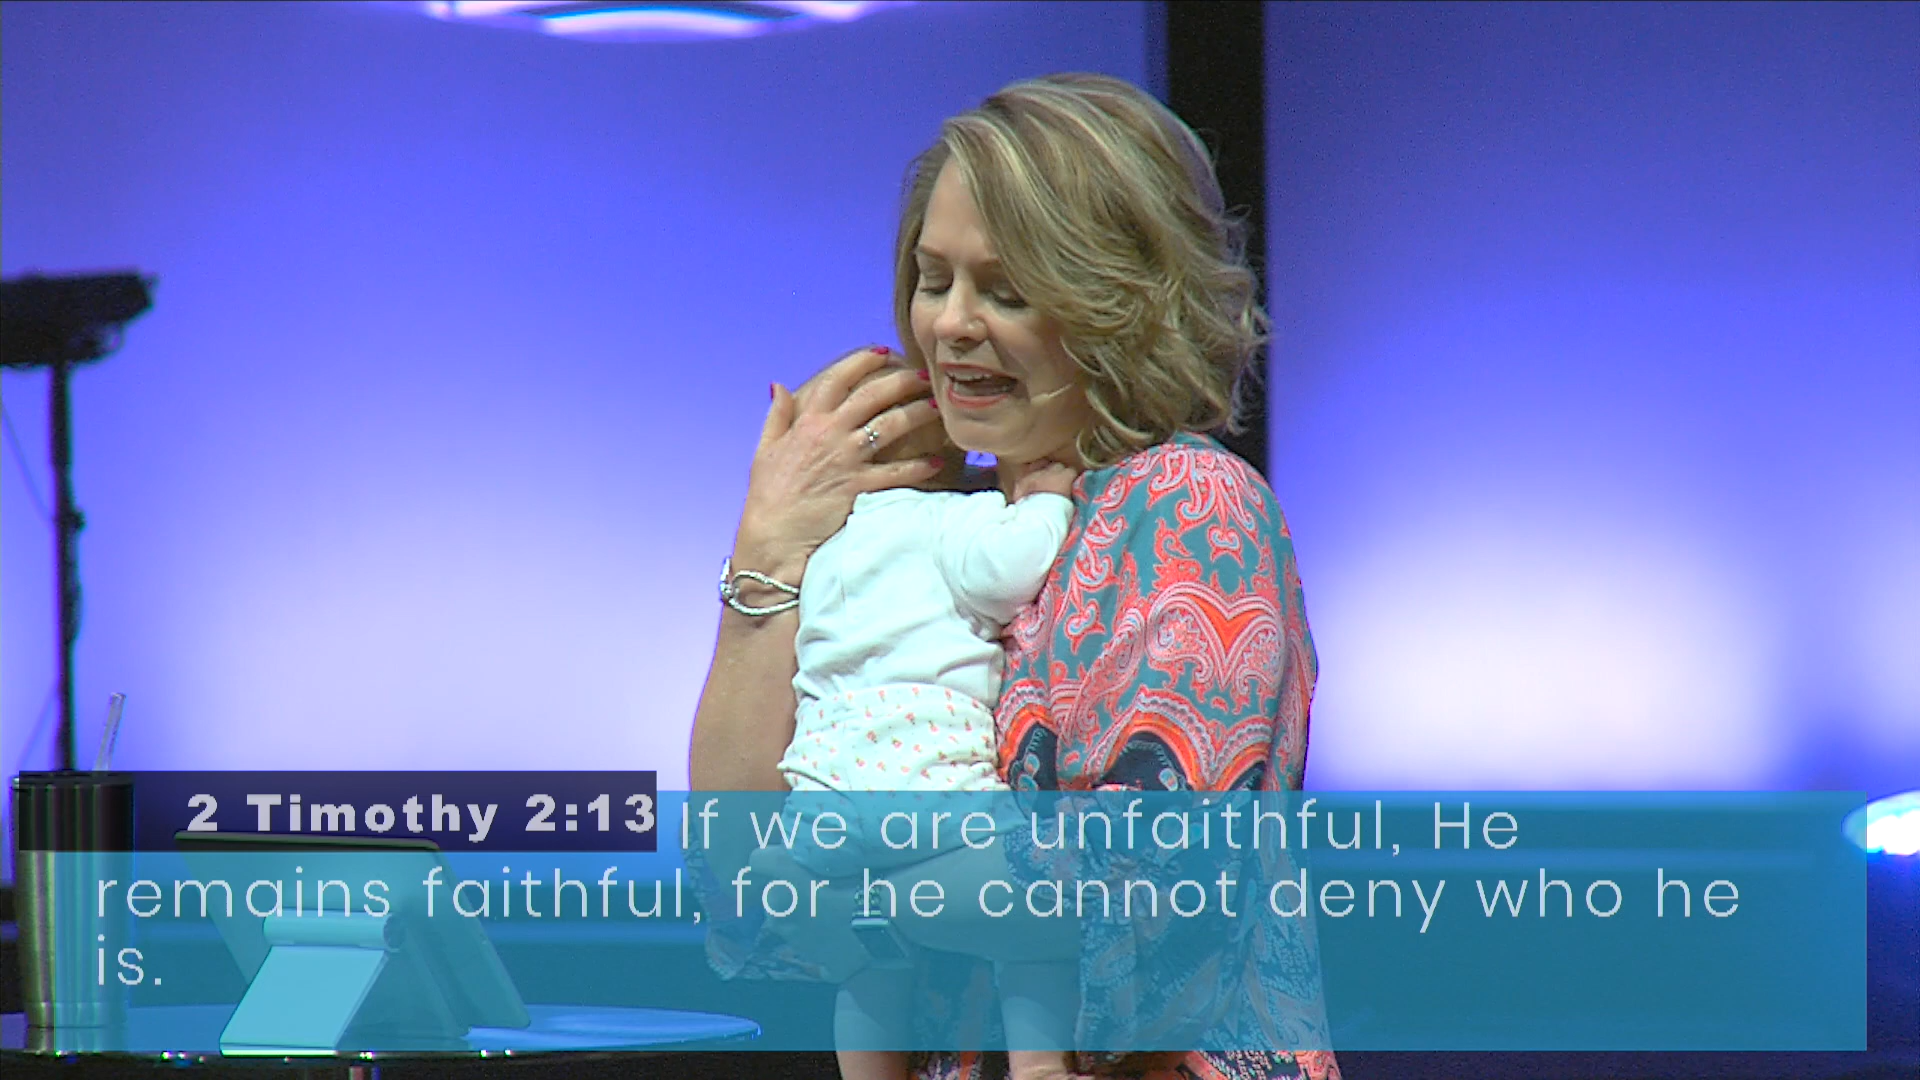 2 Timothy 2:13 If we are unfaithful, He
remains faithful, for he cannot deny who he
is.